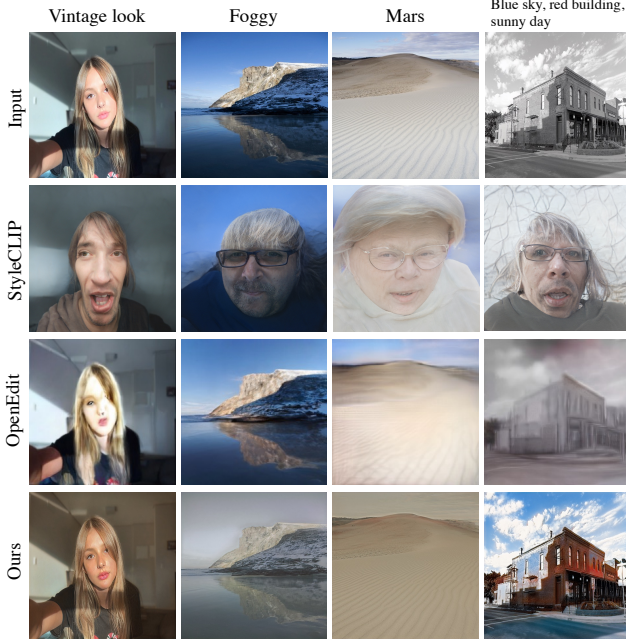 Vintage look
Foggy
Mars
Blue sky, red building,
sunny day
Input
StyleCLIP
OpenEdit
Ours